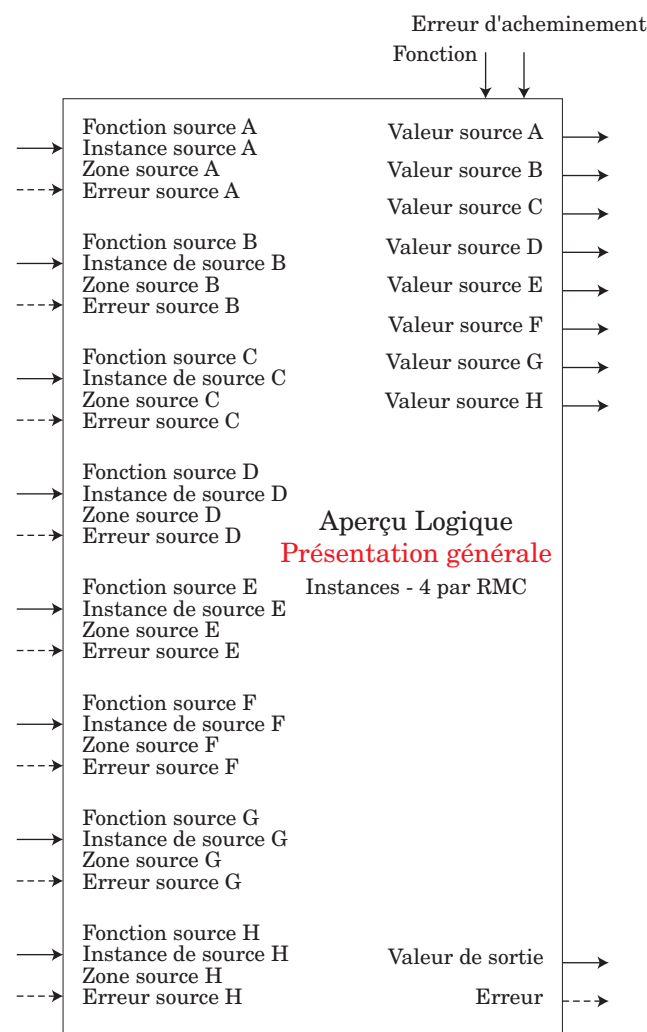 Erreur d'acheminement
Fonction
Fonction source A
Instance source A
Zone source A
Erreur source A
Fonction source B
Instance de source B
Zone source B
Erreur source B
Fonction source C
Instance de source C
Zone source C
Erreur source C
Fonction source D
Instance de source D
Zone source D
Erreur source D
Fonction source E
Instance de source E
Zone source E
Erreur source E
Fonction source F
Instance de source F
Zone source F
Erreur source F
Fonction source G
Instance de source G
Zone source G
Erreur source G
Fonction source H
Instance de source H
Zone source H
Erreur source H
Valeur source A
Valeur source B
Valeur source C
Valeur source D
Valeur source E
Valeur source F
Valeur source G
Valeur source H
Aperçu Logique
Présentation générale
Instances - 4 par RMC
Valeur de sortie
Erreur